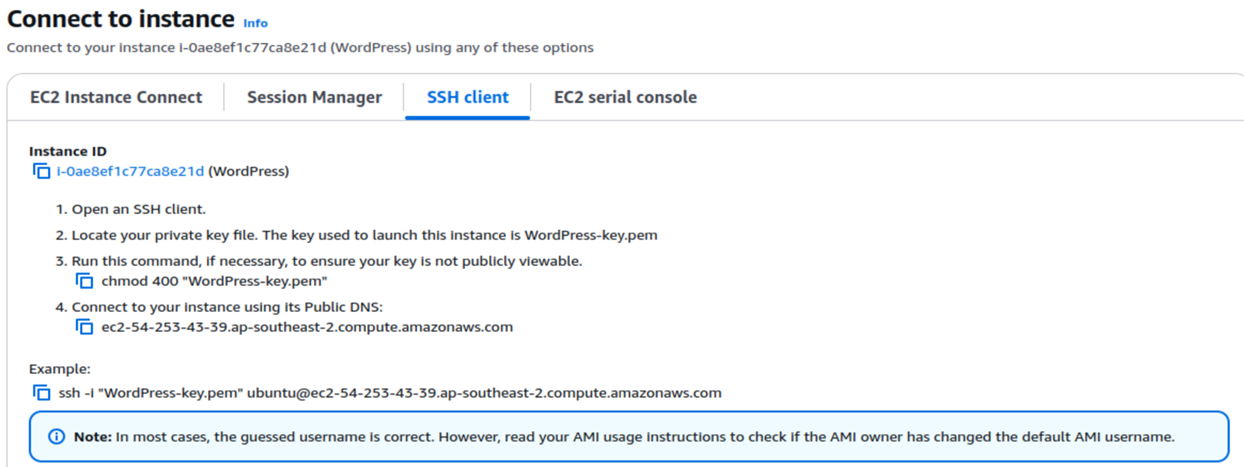 Connect to instance Info
Connect to your instance i-0ae8ef1c77ca8e21d (WordPress) using any of these options
EC2 Instance Connect Session Manager SSH client EC2 serial console
Instance ID
i-0ae8ef1c77ca8e21d (WordPress)
1. Open an SSH client.
2. Locate your private key file. The key used to launch this instance is WordPress-key.pem
3. Run this command, if necessary, to ensure your key is not publicly viewable.
chmod 400 "WordPress-key.pem"
4. Connect to your instance using its Public DNS:
ec2-54-253-43-39.ap-southeast-2.compute.amazonaws.com
Example:
ssh -i "WordPress-key.pem" ubuntu@ec2-54-253-43-39.ap-southeast-2.compute.amazonaws.com
Note: In most cases, the guessed username is correct. However, read your AMI usage instructions to check if the AMI owner has changed the default AMI username.